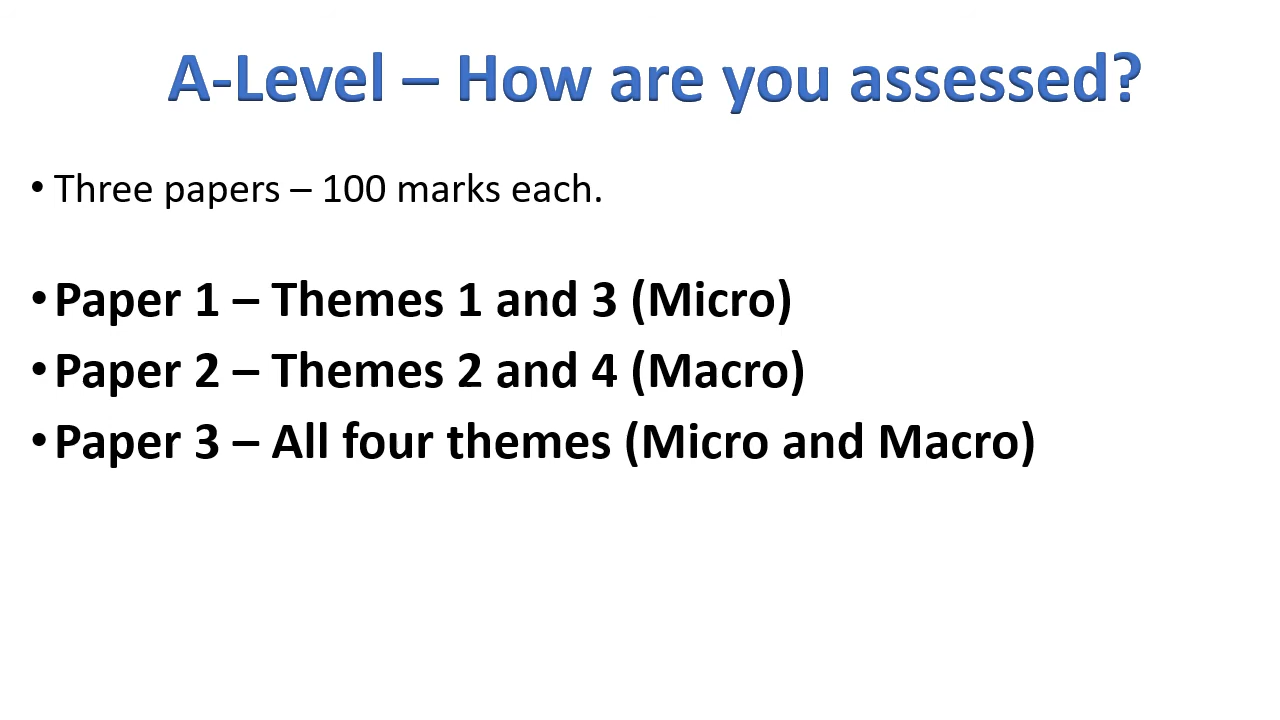 A-Level – How are you assessed?
• Three papers – 100 marks each.
• Paper 1 – Themes 1 and 3 (Micro)
• Paper 2 – Themes 2 and 4 (Macro)
• Paper 3 – All four themes (Micro and Macro)